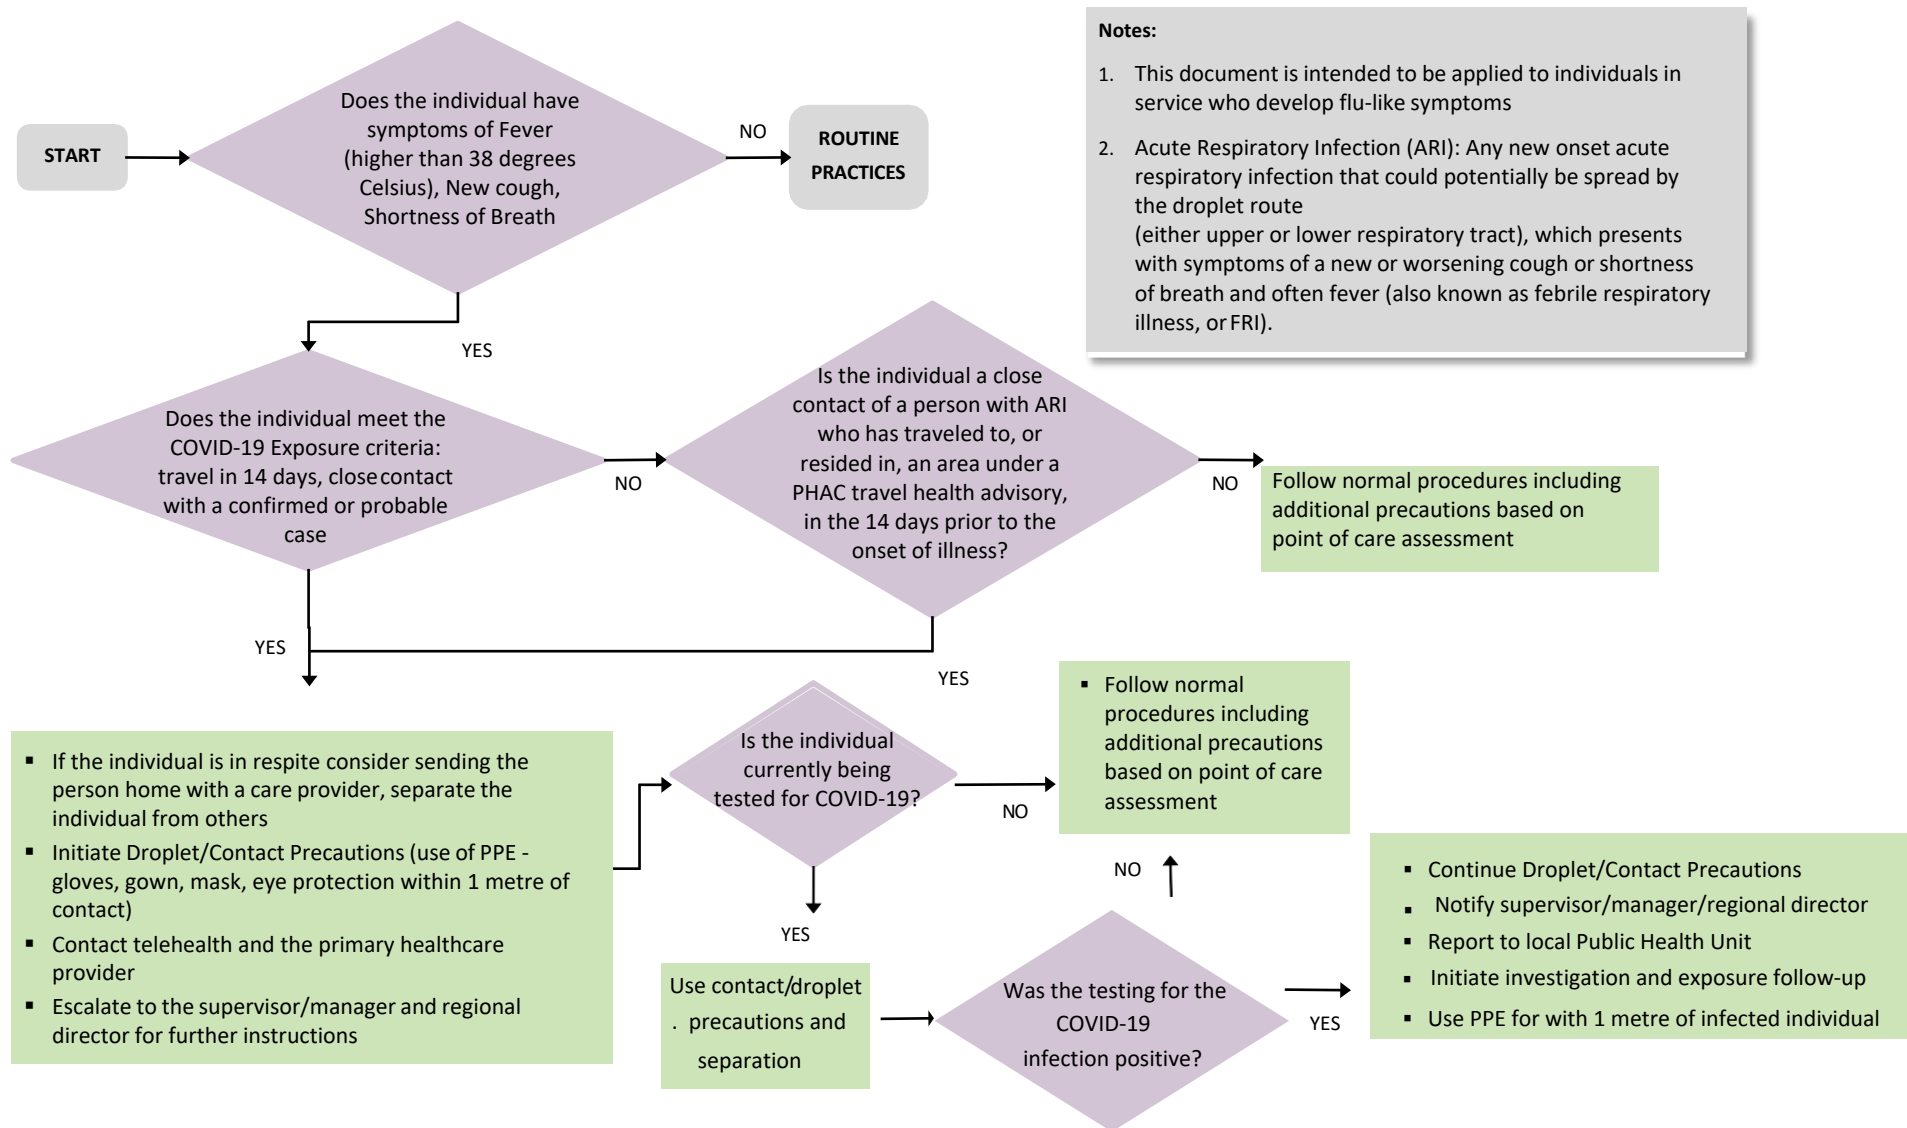 START
Does the individual have
symptoms of Fever
(higher than 38 degrees
Celsius), New cough,
Shortness of Breath
NO
ROUTINE
PRACTICES
Notes:
1. This document is intended to be applied to individuals in
service who develop flu-like symptoms
2. Acute Respiratory Infection (ARI): Any new onset acute
respiratory infection that could potentially be spread by
the droplet route
(either upper or lower respiratory tract), which presents
with symptoms of a new or worsening cough or shortness
of breath and often fever (also known as febrile respiratory
illness, or FRI).
YES
Does the individual meet the
COVID-19 Exposure criteria:
travel in 14 days, close contact
with a confirmed or probable
case
NO
Is the individual a close
contact of a person with ARI
who has traveled to, or
resided in, an area under a
PHAC travel health advisory,
in the 14 days prior to the
onset of illness?
NO
Follow normal procedures including
additional precautions based on
point of care assessment
YES
YES
▪ If the individual is in respite consider sending the
person home with a care provider, separate the
individual from others
▪ Initiate Droplet/Contact Precautions (use of PPE -
gloves, gown, mask, eye protection within 1 metre of
contact)
▪ Contact telehealth and the primary healthcare
provider
▪ Escalate to the supervisor/manager and regional
director for further instructions
Is the individual
currently being
tested for COVID-19?
NO
▪ Follow normal
procedures including
additional precautions
based on point of care
assessment
YES
Use contact/droplet
. precautions and
separation
Was the testing for the
COVID-19
infection positive?
NO
YES
▪ Continue Droplet/Contact Precautions
▪ Notify supervisor/manager/regional director
▪ Report to local Public Health Unit
▪ Initiate investigation and exposure follow-up
▪ Use PPE for with 1 metre of infected individual